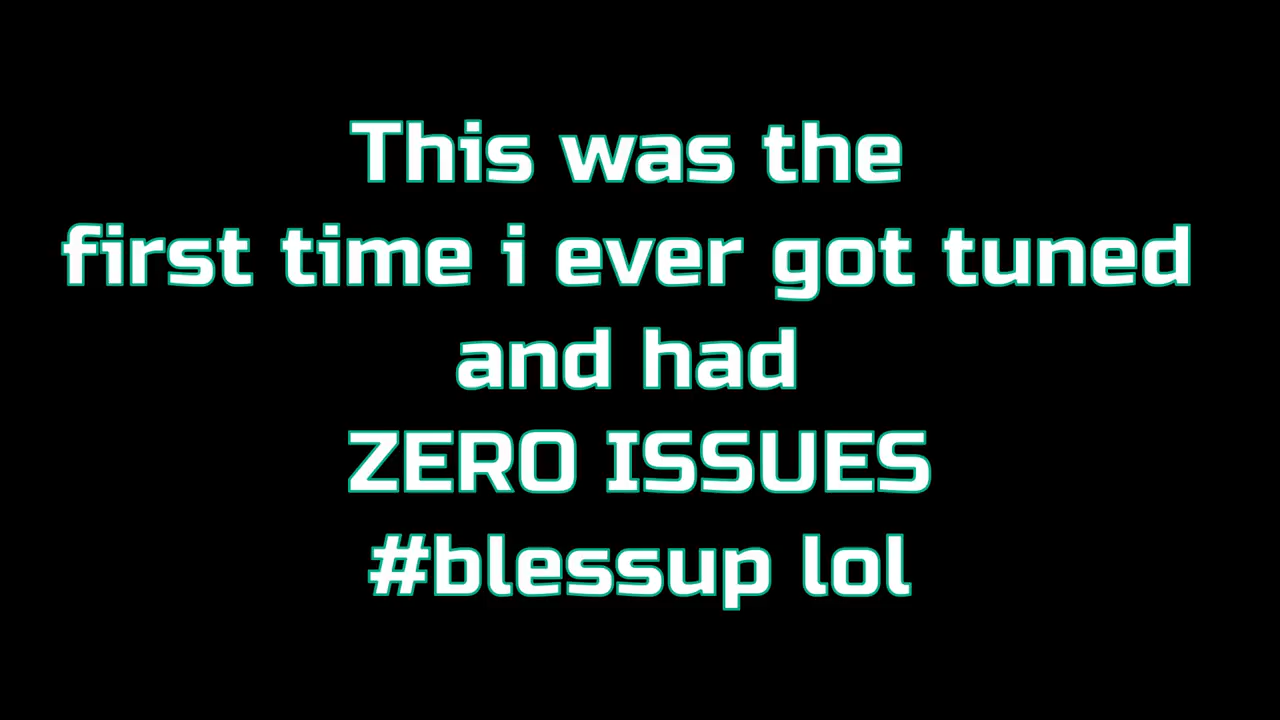 This was the
first time i ever got tuned
and had
ZERO ISSUES
#blessup lol